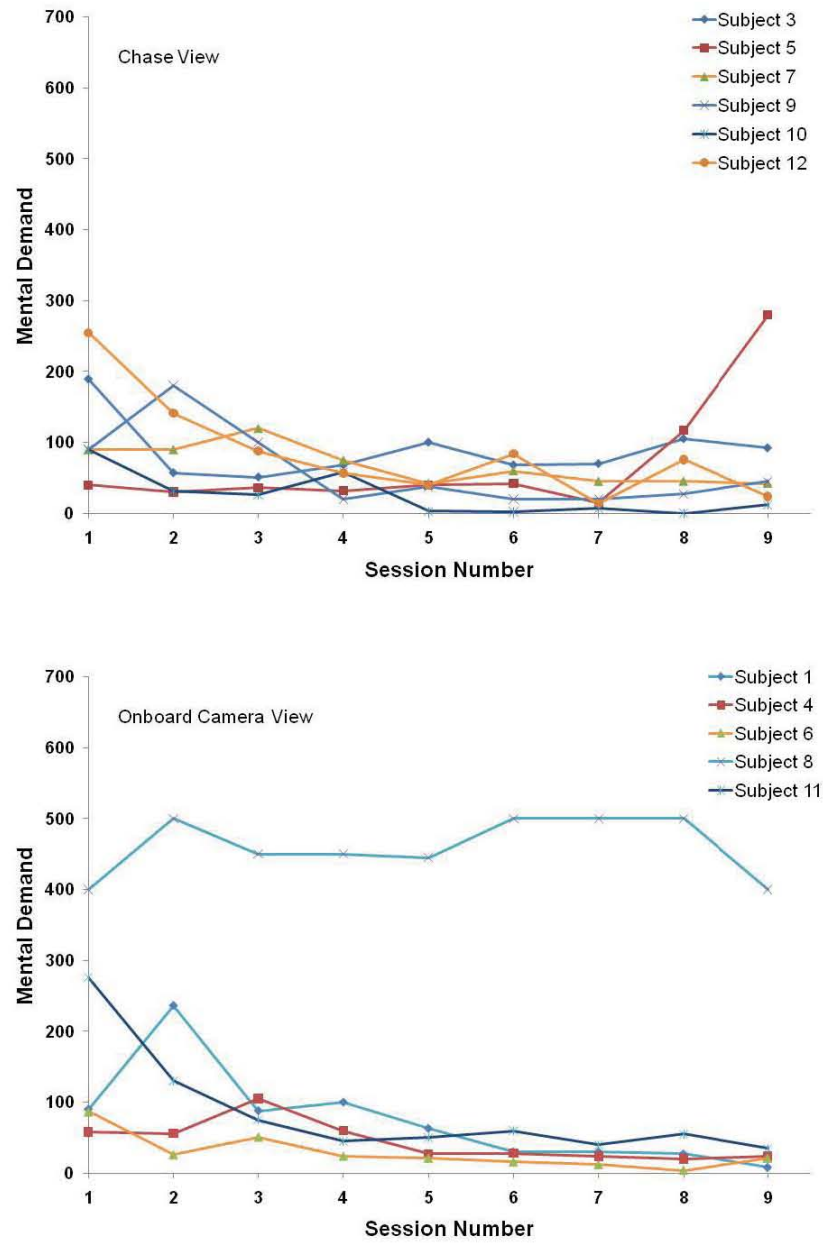 700
600
500
400
300
200
100
0
Mental Demand
Chase View
Subject 3
Subject 5
Subject 7
Subject 9
Subject 10
Subject 12
1 2 3 4 5 6 7 8 9
Session Number
700
600
500
400
300
200
100
0
Mental Demand
Onboard Camera View
Subject 1
Subject 4
Subject 6
Subject 8
Subject 11
1 2 3 4 5 6 7 8 9
Session Number